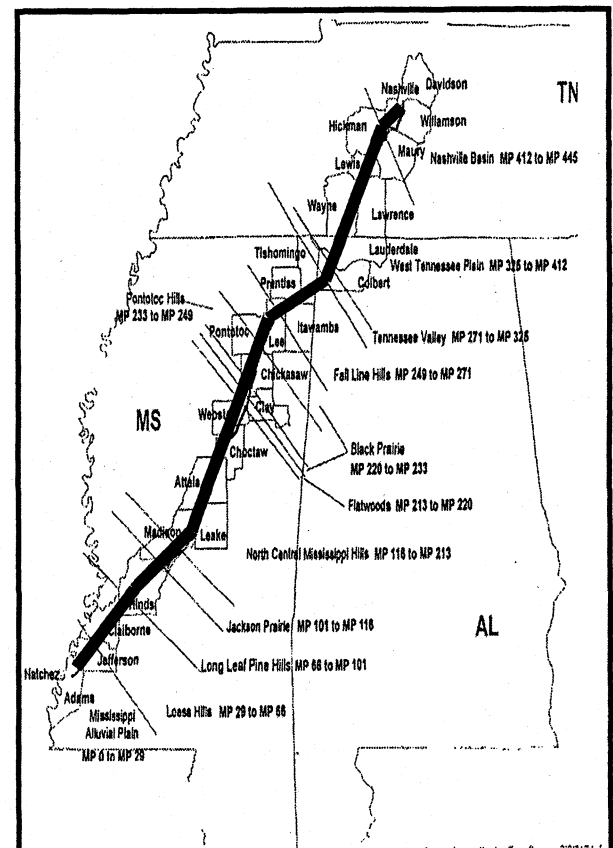 TN
Davidson
Nashville
Williamson
Hickman
Maury
Nashville Basin MP 412 to MP 445
Lewis
Wayne
Lawrence
Lauderdale
Tishomingo
West Tennessee Plain MP 325 to MP 412
Colbert
Prentiss
Pontotoc Hills
MP 233 to MP 249
Itawamba
Pontotoc
Lee
Tennessee Valley MP 271 to MP 325
Chickasaw
Fall Line Hills MP 249 to MP 271
MS
Clay
Choctaw
Black Prairie
MP 220 to MP 233
Attala
Flatwoods MP 213 to MP 220
Madison
Leake
North Central Mississippi Hills MP 116 to MP 213
Hinds
Jackson Prairie MP 101 to MP 116
AL
Claiborne
Jefferson
Long Leaf Pine Hills MP 66 to MP 101
Natchez
Adams
Mississippi
Alluvial Plain
MP 0 to MP 29
Loess Hills MP 29 to MP 66